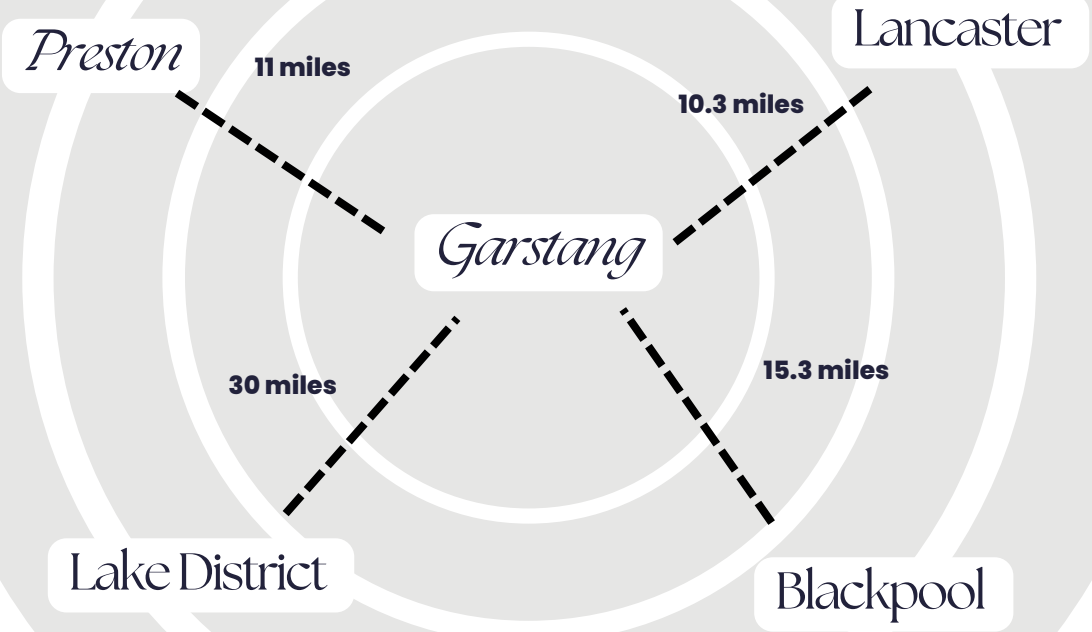 Lancaster
Preston
11 miles
10.3 miles
Garstang
15.3 miles
30 miles
Lake District
Blackpool